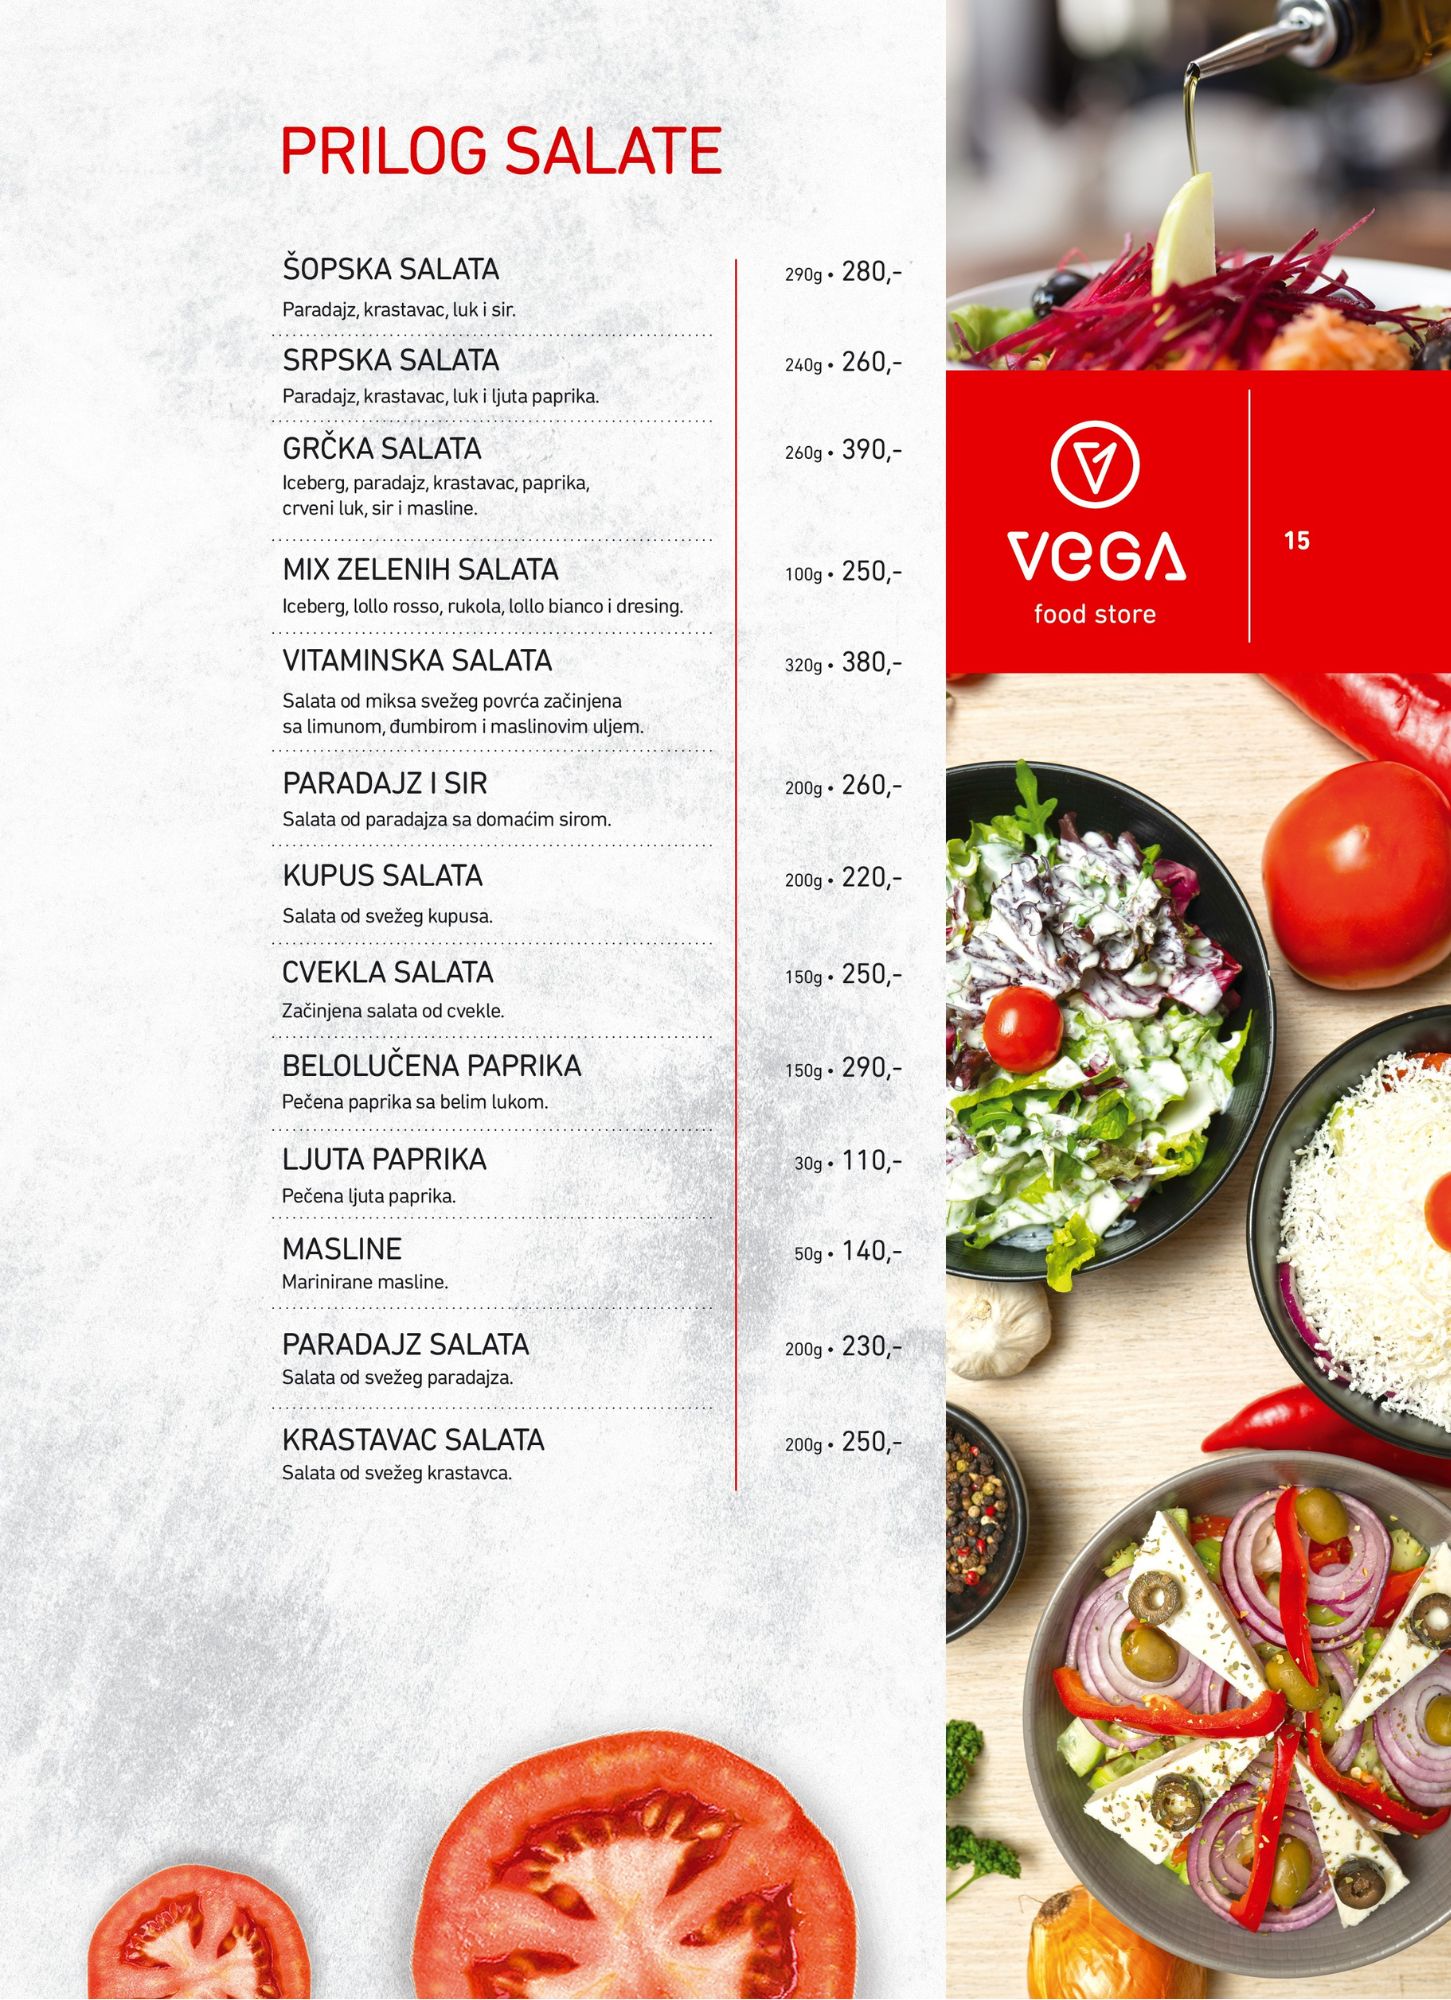 PRILOG SALATE
ŠOPSKA SALATA
290g • 280,-
Paradajz, krastavac, luk i sir.
SRPSKA SALATA
240g • 260,-
Paradajz, krastavac, luk i ljuta paprika.
GRČKA SALATA
260g • 390,-
Iceberg, paradajz, krastavac, paprika,
crveni luk, sir i masline.
MIX ZELENIH SALATA
100g • 250,-
Iceberg, lollo rosso, rukola, lollo bianco i dresing.
VITAMINSKA SALATA
320g • 380,-
Salata od miksa svežeg povrća začinjena
sa limunom, đumbirom i maslinovim uljem.
PARADAJZ I SIR
200g • 260,-
Salata od paradajza sa domaćim sirom.
KUPUS SALATA
200g • 220,-
Salata od svežeg kupusa.
CVEKLA SALATA
150g • 250,-
Začinjena salata od cvekle.
BELOLUČENA PAPRIKA
150g • 290,-
Pečena paprika sa belim lukom.
LJUTA PAPRIKA
30g • 110,-
Pečena ljuta paprika.
MASLINE
50g • 140,-
Marinirane masline.
PARADAJZ SALATA
200g • 230,-
Salata od svežeg paradajza.
KRASTAVAC SALATA
200g • 250,-
Salata od svežeg krastavca.
VeGA
food store
15